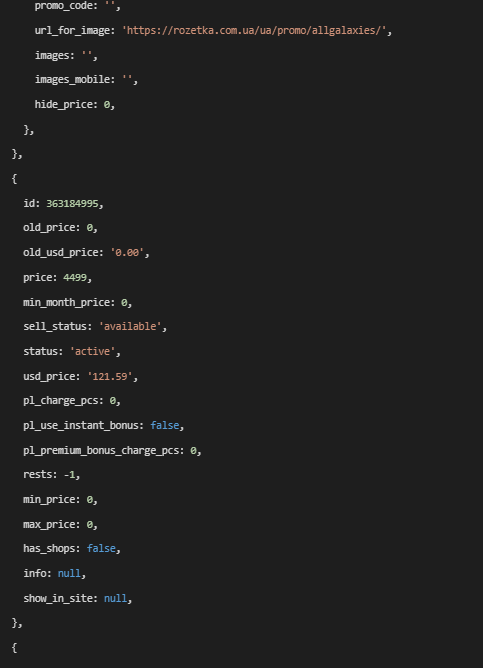 promo_code: '',
url_for_image: 'https://rozetka.com.ua/ua/promo/allgalaxies/',
images: '',
images_mobile: '',
hide_price: 0,
},
},
{
id: 363184995,
old_price: 0,
old_usd_price: '0.00',
price: 4499,
min_month_price: 0,
sell_status: 'available',
status: 'active',
usd_price: '121.59',
pl_charge_pcs: 0,
pl_use_instant_bonus: false,
pl_premium_bonus_charge_pcs: 0,
rests: -1,
min_price: 0,
max_price: 0,
has_shops: false,
info: null,
show_in_site: null,
},
{